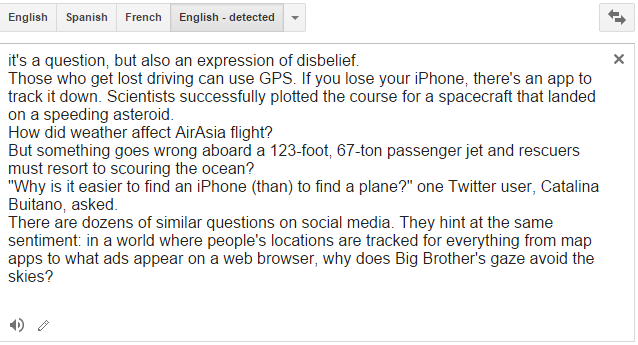 English Spanish French English - detected
it's a question, but also an expression of disbelief.
Those who get lost driving can use GPS. If you lose your iPhone, there's an app to
track it down. Scientists successfully plotted the course for a spacecraft that landed
on a speeding asteroid.
How did weather affect AirAsia flight?
But something goes wrong aboard a 123-foot, 67-ton passenger jet and rescuers
must resort to scouring the ocean?
"Why is it easier to find an iPhone (than) to find a plane?" one Twitter user, Catalina
Buitano, asked.
There are dozens of similar questions on social media. They hint at the same
sentiment: in a world where people's locations are tracked for everything from map
apps to what ads appear on a web browser, why does Big Brother's gaze avoid the
skies?